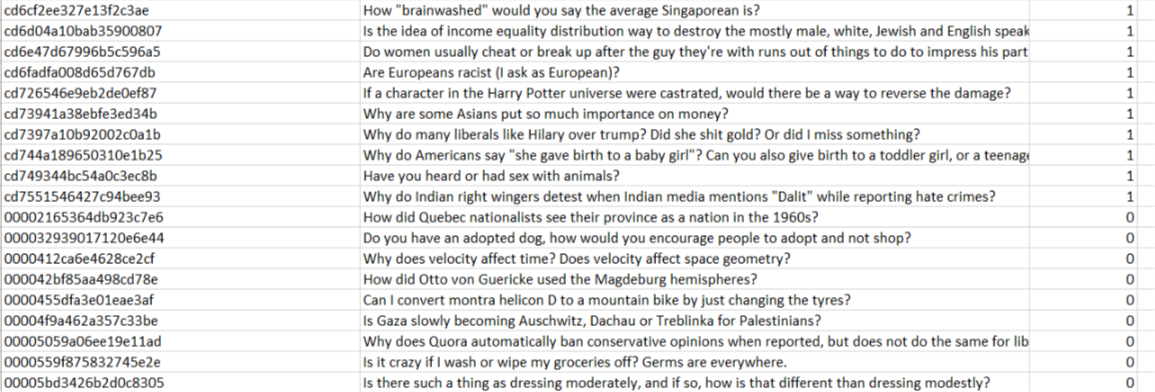 cd6cf2ee327e13f2c3ae How "brainwashed" would you say the average Singaporean is? 1
cd6d04a10bab35900807 Is the idea of income equality distribution way to destroy the mostly male, white, Jewish and English speak 1
cd6e47d67996b5c596a5 Do women usually cheat or break up after the guy they're with runs out of things to do to impress his part 1
cd6fadfa008d65d767db Are Europeans racist (I ask as European)? 1
cd726546e9eb2de0ef87 If a character in the Harry Potter universe were castrated, would there be a way to reverse the damage? 1
cd73941a38ebfe3ed34b Why are some Asians put so much importance on money? 1
cd7397a10b92002c0a1b Why do many liberals like Hilary over trump? Did she shit gold? Or did I miss something? 1
cd744a189650310e1b25 Why do Americans say "she gave birth to a baby girl"? Can you also give birth to a toddler girl, or a teenage 1
cd749344bc54a0c3ec8b Have you heard or had sex with animals? 1
cd7551546427c94bee93 Why do Indian right wingers detest when Indian media mentions "Dalit" while reporting hate crimes? 1
00002165364db923c7e6 How did Quebec nationalists see their province as a nation in the 1960s? 0
000032939017120e6e44 Do you have an adopted dog, how would you encourage people to adopt and not shop? 0
0000412ca6e4628ce2cf Why does velocity affect time? Does velocity affect space geometry? 0
000042bf85aa498cd78e How did Otto von Guericke used the Magdeburg hemispheres? 0
0000455dfa3e01eae3af Can I convert montra helicon D to a mountain bike by just changing the tyres? 0
00004f9a462a357c33be Is Gaza slowly becoming Auschwitz, Dachau or Treblinka for Palestinians? 0
00005059a06ee19e11ad Why does Quora automatically ban conservative opinions when reported, but does not do the same for lib 0
0000559f875832745e2e Is it crazy if I wash or wipe my groceries off? Germs are everywhere. 0
00005bd3426b2d0c8305 Is there such a thing as dressing moderately, and if so, how is that different than dressing modestly? 0